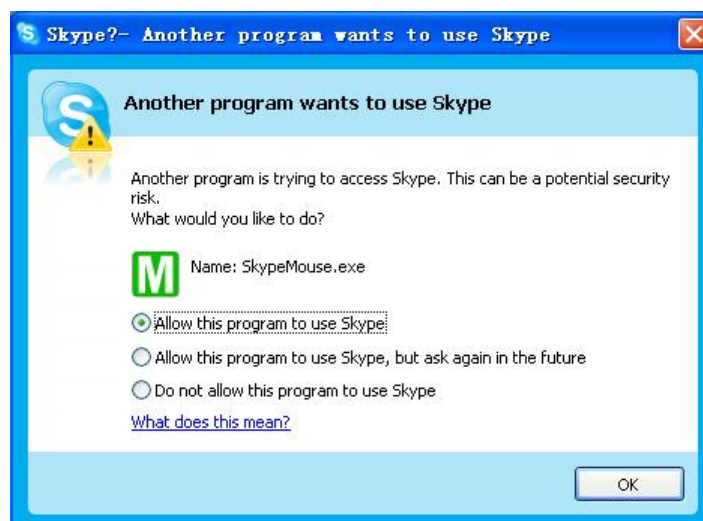 Skype?- Another program wants to use Skype
Another program wants to use Skype
Another program is trying to access Skype. This can be a potential security
risk.
What would you like to do?
M
Name: SkypeMouse.exe
Allow this program to use Skype
Allow this program to use Skype, but ask again in the future
Do not allow this program to use Skype
What does this mean?
OK